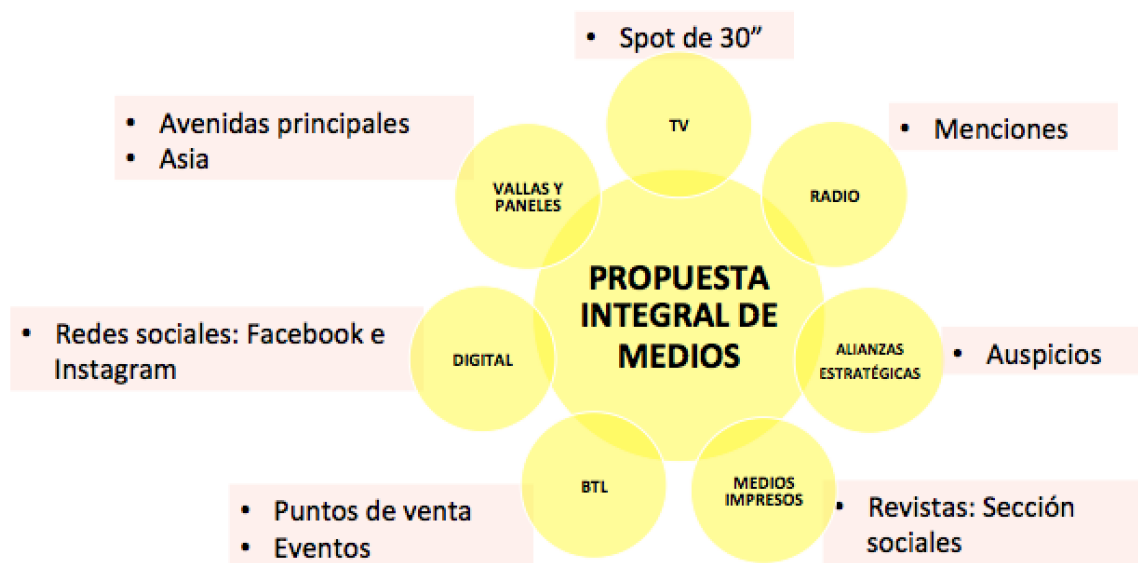 • Spot de 30”
TV
• Avenidas principales
• Asia
VALLAS Y
PANELES
• Menciones
RADIO
PROPUESTA
INTEGRAL DE
MEDIOS
• Redes sociales: Facebook e
Instagram
DIGITAL
ALIANZAS
ESTRATÉGICAS
• Auspicios
BTL
• Puntos de venta
• Eventos
MEDIOS
IMPRESOS
• Revistas: Sección
sociales